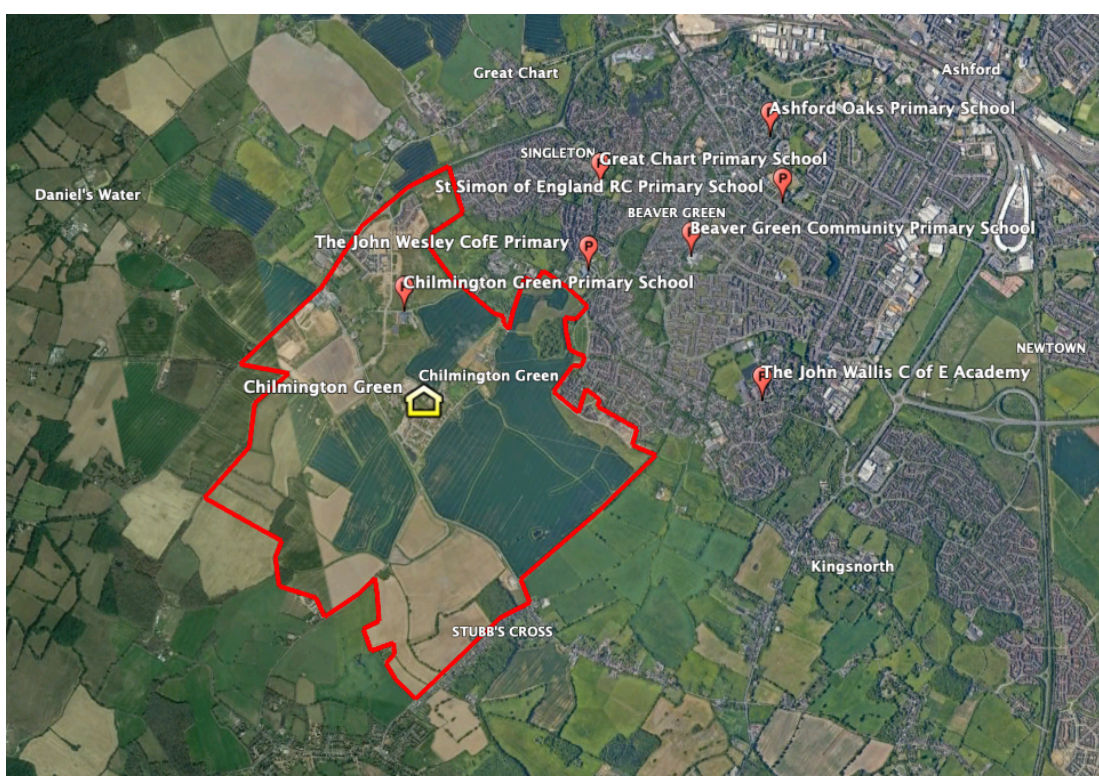 Great Chart
Ashford
Ashford Oaks Primary School
SINGLETON
Great Chart Primary School
P
St Simon of England RC Primary School
Daniel's Water
BEAVER GREEN
Beaver Green Community Primary School
The John Wesley CofE Primary
P
Chilmington Green Primary School
NEWTOWN
Chilmington Green
Chilmington Green
The John Wallis C of E Academy
Kingsnorth
STUBB'S CROSS